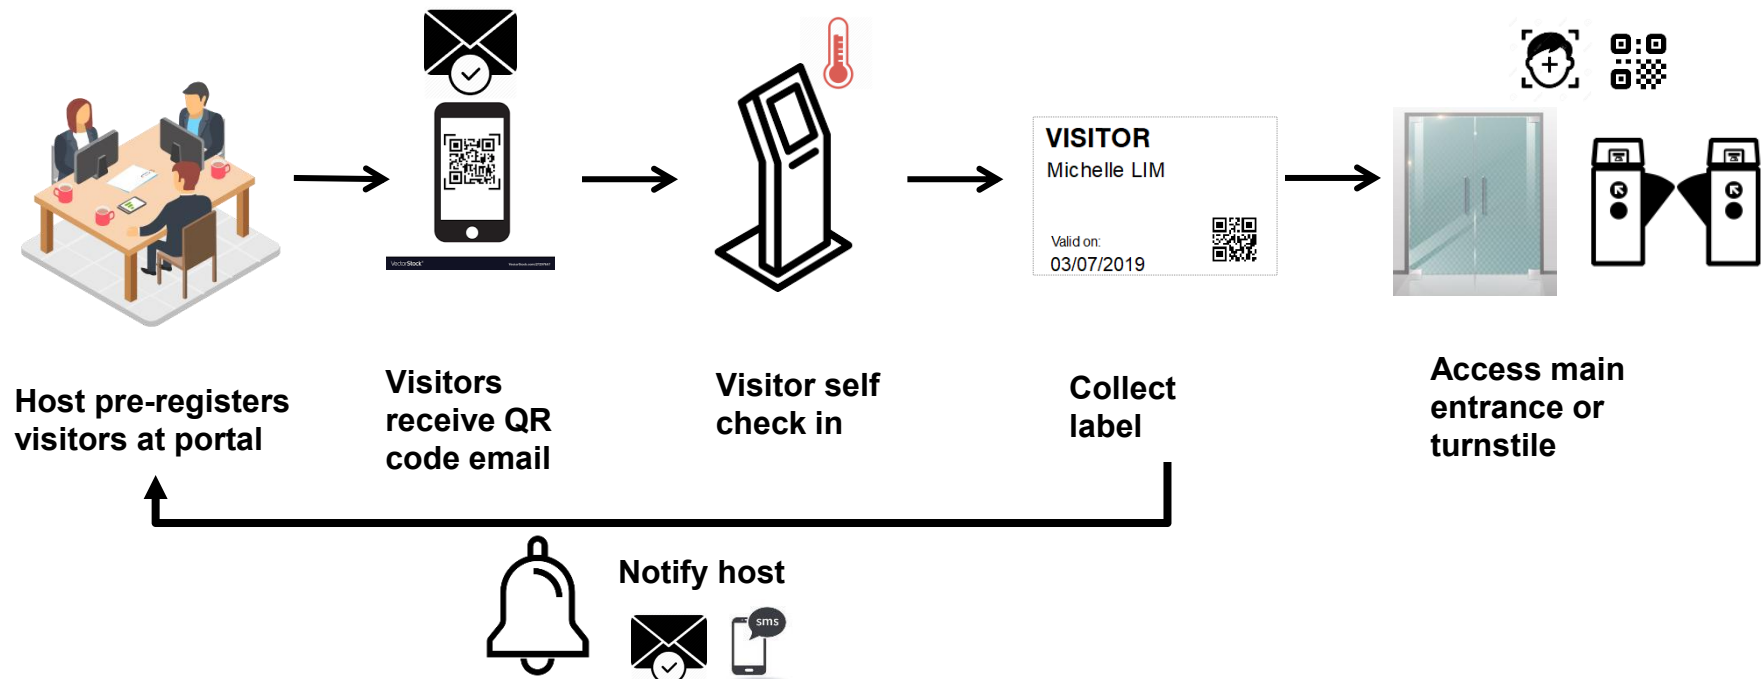 VISITOR
Michelle LIM
Valid on:
03/07/2019
VectorStock
Host pre-registers
visitors at portal
Visitors
receive QR
code email
Visitor self
check in
Collect
label
Access main
entrance or
turnstile
Notify host
sms